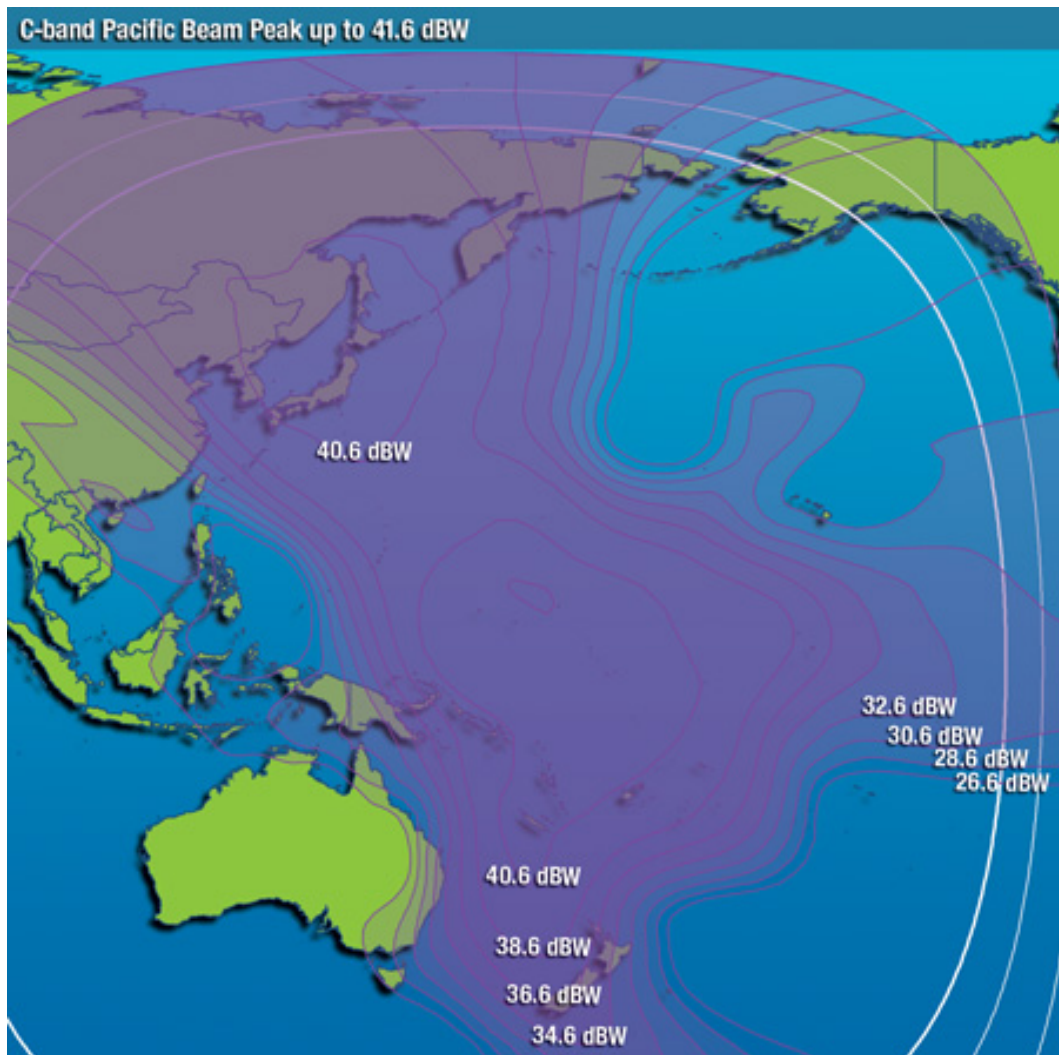 C-band Pacific Beam Peak up to 41.6 dBW
40.6 dBW
32.6 dBW
30.6 dBW
28.6 dBW
26.6 dBW
40.6 dBW
38.6 dBW
36.6 dBW
34.6 dBW